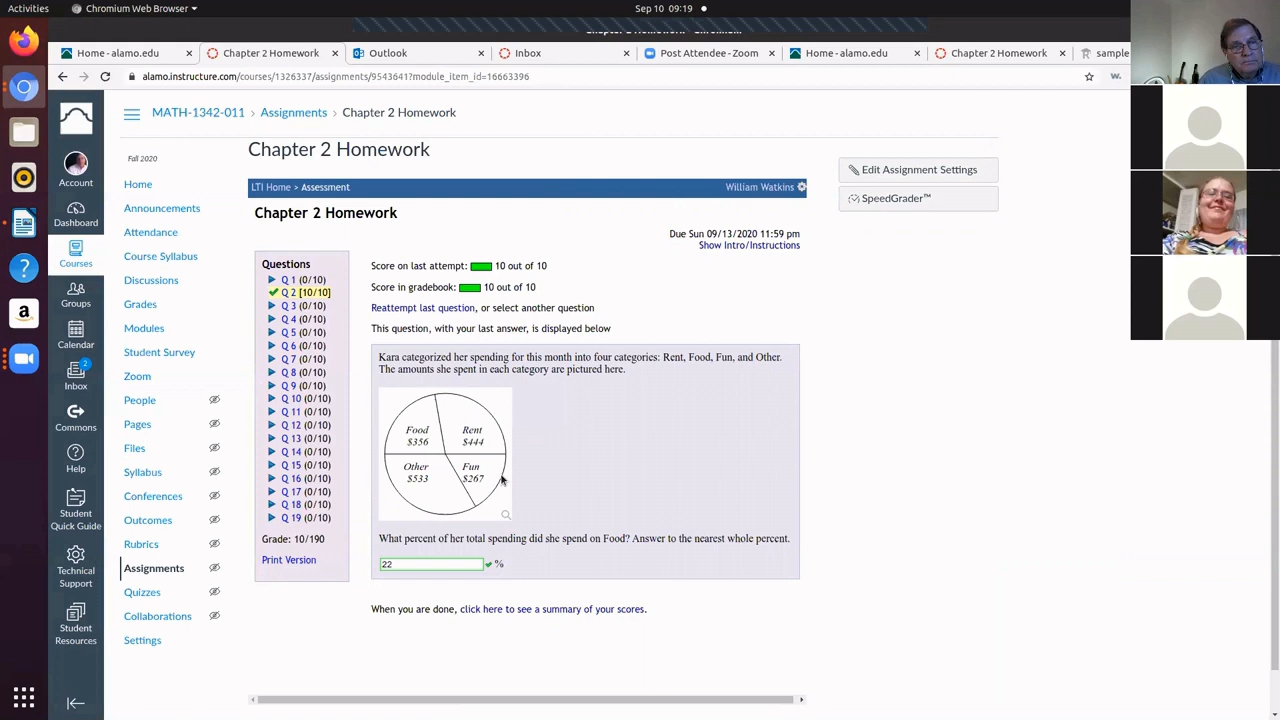 Activities
Chromium Web Browser
Sep 10 09:19
Home - alamo.edu
Chapter 2 Homework
Outlook
Inbox
Post Attendee - Zoom
Home - alamo.edu
Chapter 2 Homework
sample
alamo.instructure.com/courses/1326337/assignments/9543641?module_item_id=16663396
MATH-1342-011 > Assignments > Chapter 2 Homework
Account
Dashboard
Courses
Groups
Calendar
2
Inbox
Commons
Help
Student
Quick Guide
Technical
Support
Student
Resources
Fall 2020
Home
Announcements
Attendance
Course Syllabus
Discussions
Grades
Modules
Student Survey
Zoom
People
Pages
Files
Syllabus
Conferences
Outcomes
Rubrics
Assignments
Quizzes
Collaborations
Settings
Chapter 2 Homework
LTI Home > Assessment
William Watkins
Chapter 2 Homework
Due Sun 09/13/2020 11:59 pm
Show Intro/Instructions
Questions
Q 1 (0/10)
Q 2 [10/10]
Q 3 (0/10)
Q 4 (0/10)
Q 5 (0/10)
Q 6 (0/10)
Q 7 (0/10)
Q 8 (0/10)
Q 9 (0/10)
Q 10 (0/10)
Q 11 (0/10)
Q 12 (0/10)
Q 13 (0/10)
Q 14 (0/10)
Q 15 (0/10)
Q 16 (0/10)
Q 17 (0/10)
Q 18 (0/10)
Q 19 (0/10)
Grade: 10/190
Print Version
Score on last attempt: 10 out of 10
Score in gradebook: 10 out of 10
Reattempt last question, or select another question
This question, with your last answer, is displayed below
Kara categorized her spending for this month into four categories: Rent, Food, Fun, and Other.
The amounts she spent in each category are pictured here.
Food
$356
Rent
$444
Other
$533
Fun
$267
What percent of her total spending did she spend on Food? Answer to the nearest whole percent.
22
%
When you are done, click here to see a summary of your scores.
Edit Assignment Settings
SpeedGrader™